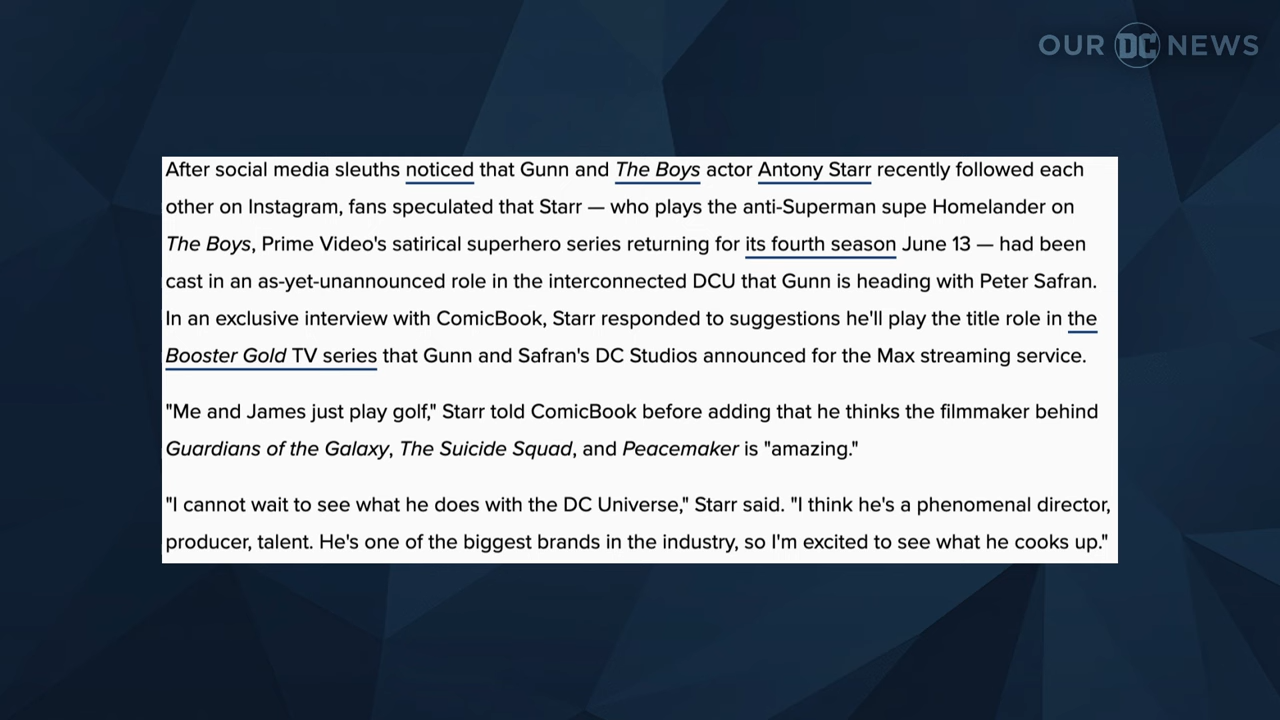 OUR DC NEWS
After social media sleuths noticed that Gunn and The Boys actor Antony Starr recently followed each
other on Instagram, fans speculated that Starr — who plays the anti-Superman supe Homelander on
The Boys, Prime Video's satirical superhero series returning for its fourth season June 13 — had been
cast in an as-yet-unannounced role in the interconnected DCU that Gunn is heading with Peter Safran.
In an exclusive interview with ComicBook, Starr responded to suggestions he'll play the title role in the
Booster Gold TV series that Gunn and Safran's DC Studios announced for the Max streaming service.
"Me and James just play golf," Starr told ComicBook before adding that he thinks the filmmaker behind
Guardians of the Galaxy, The Suicide Squad, and Peacemaker is "amazing."
"I cannot wait to see what he does with the DC Universe," Starr said. "I think he's a phenomenal director,
producer, talent. He's one of the biggest brands in the industry, so I'm excited to see what he cooks up."